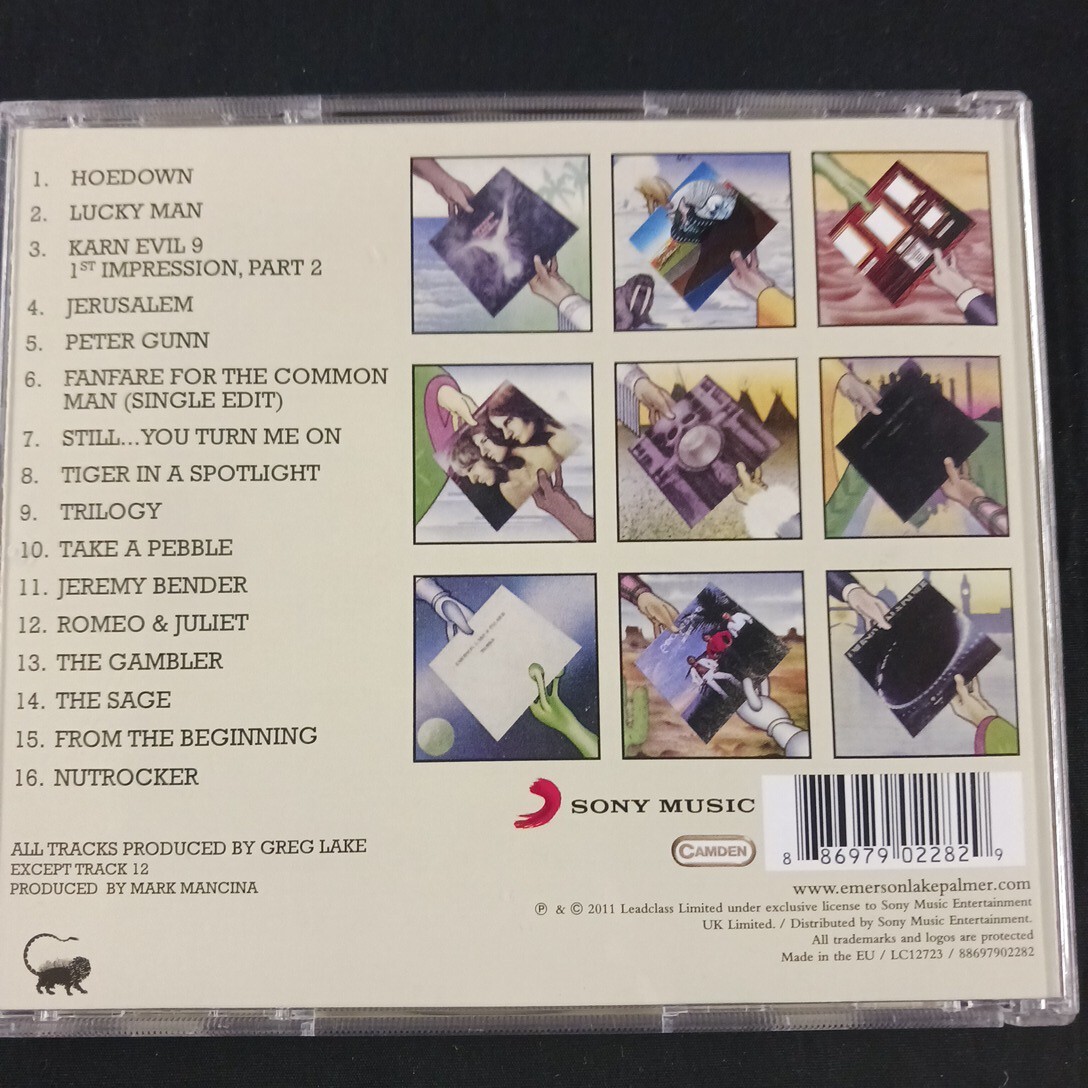 1. HOEDOWN
2. LUCKY MAN
3. KARN EVIL 9
1ST IMPRESSION, PART 2
4. JERUSALEM
5. PETER GUNN
6. FANFARE FOR THE COMMON
MAN (SINGLE EDIT)
7. STILL...YOU TURN ME ON
8. TIGER IN A SPOTLIGHT
9. TRILOGY
10. TAKE A PEBBLE
11. JEREMY BENDER
12. ROMEO & JULIET
13. THE GAMBLER
14. THE SAGE
15. FROM THE BEGINNING
16. NUTROCKER
ALL TRACKS PRODUCED BY GREG LAKE
EXCEPT TRACK 12
PRODUCED BY MARK MANCINA
SONY MUSIC
CAMDEN
8 86979 02282 9
www.emersonlakepalmer.com
℗ & © 2011 Leadclass Limited under exclusive license to Sony Music Entertainment
UK Limited. / Distributed by Sony Music Entertainment.
All trademarks and logos are protected
Made in the EU / LC12723 / 88697902282